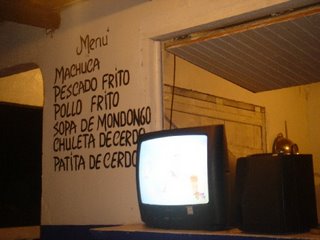 Menú
MACHUCA
PESCADO FRITO
POLLO FRITO
SOPA DE MONDONGO
CHULETA DE CERDO
PATITA DE CERDO